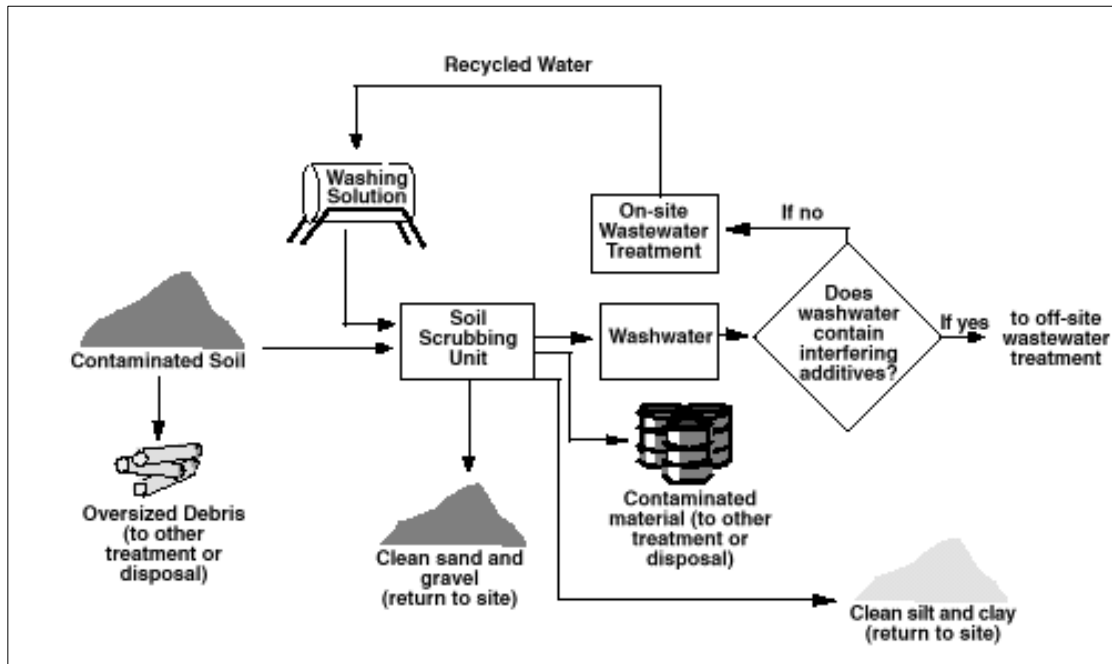 Recycled Water
Washing
Solution
On-site
Wastewater
Treatment
If no
Contaminated Soil
Soil
Scrubbing
Unit
Washwater
Does
washwater
contain
interfering
additives?
If yes
to off-site
wastewater
treatment
Oversized Debris
(to other
treatment or
disposal)
Clean sand and
gravel
(return to site)
Contaminated
material (to other
treatment or
disposal)
Clean silt and clay
(return to site)